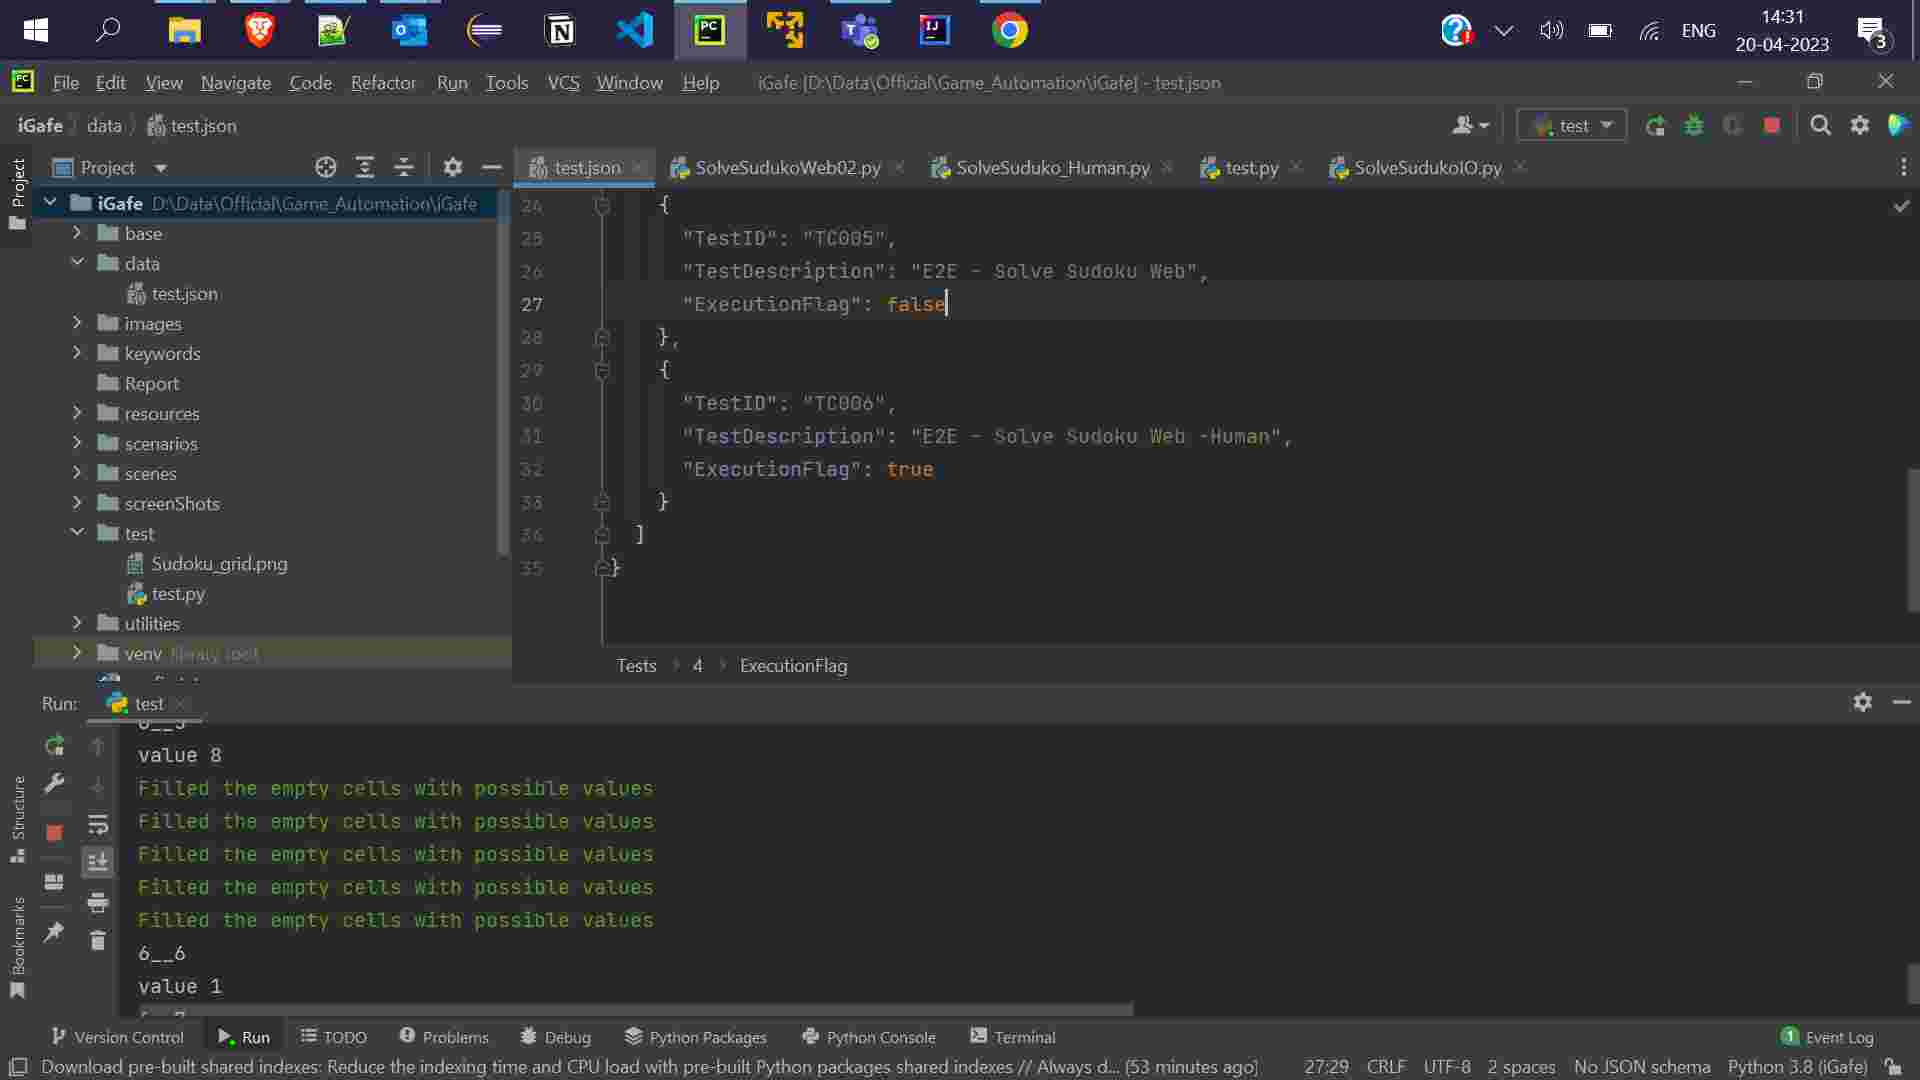 ENG
14:31
20-04-2023
3
File Edit View Navigate Code Refactor Run Tools VCS Window Help iGafe [D:\Data\Official\Game_Automation\iGafe] - test.json
iGafe data test.json
test
Project
test.json SolveSudukoWeb02.py SolveSuduko_Human.py test.py SolveSudukoIO.py
Project
iGafe D:\Data\Official\Game_Automation\iGafe
base
data
test.json
images
keywords
Report
resources
scenarios
scenes
screenShots
test
Sudoku_grid.png
test.py
utilities
venv library root
24 {
25 "TestID": "TC005",
26 "TestDescription": "E2E - Solve Sudoku Web",
27 "ExecutionFlag": false
28 },
29 {
30 "TestID": "TC006",
31 "TestDescription": "E2E - Solve Sudoku Web -Human",
32 "ExecutionFlag": true
33 }
34 ]
35 }
Tests 4 ExecutionFlag
Run: test
value 8
Filled the empty cells with possible values
Filled the empty cells with possible values
Filled the empty cells with possible values
Filled the empty cells with possible values
Filled the empty cells with possible values
6__6
value 1
Structure
Bookmarks
Version Control Run TODO Problems Debug Python Packages Python Console Terminal 1 Event Log
Download pre-built shared indexes: Reduce the indexing time and CPU load with pre-built Python packages shared indexes // Always d... (53 minutes ago) 27:29 CRLF UTF-8 2 spaces No JSON schema Python 3.8 (iGafe)